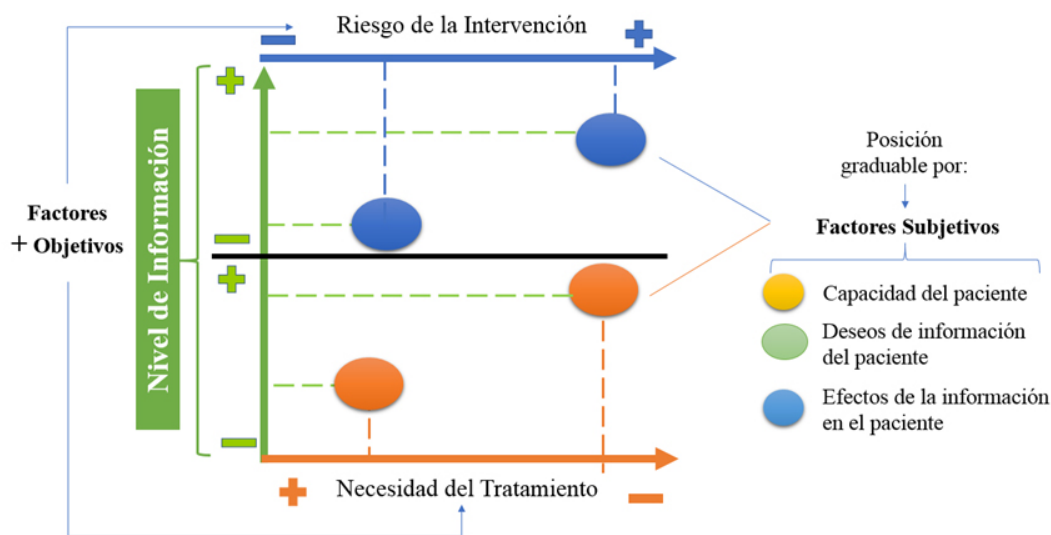 Riesgo de la Intervención
Nivel de Información
Factores
+ Objetivos
Posición
graduable por:
Factores Subjetivos
Capacidad del paciente
Deseos de información
del paciente
Efectos de la información
en el paciente
Necesidad del Tratamiento